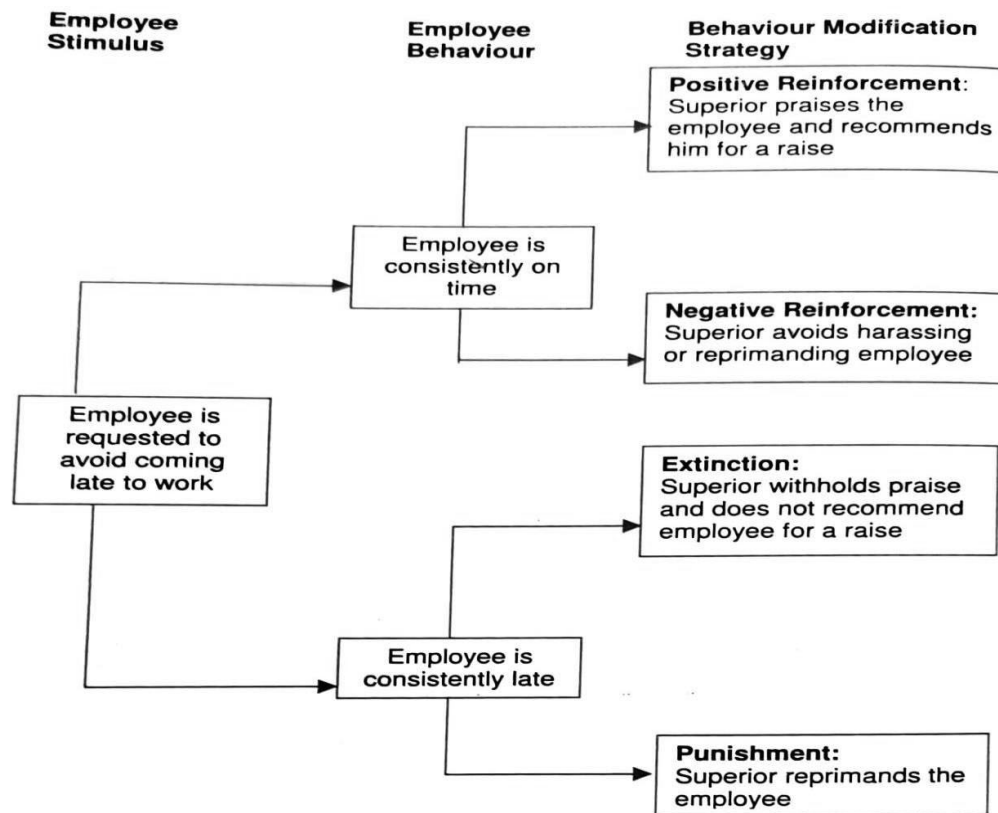 Employee
Stimulus
Employee
Behaviour
Behaviour Modification
Strategy
Positive Reinforcement:
Superior praises the
employee and recommends
him for a raise
Employee is
consistently on
time
Negative Reinforcement:
Superior avoids harassing
or reprimanding employee
Employee is
requested to
avoid coming
late to work
Extinction:
Superior withholds praise
and does not recommend
employee for a raise
Employee is
consistently late
Punishment:
Superior reprimands the
employee